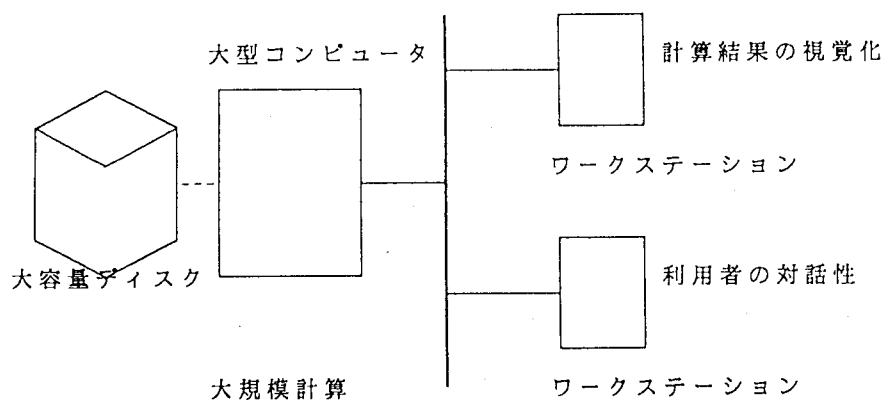 大型コンピュータ
計算結果の視覚化
ワークステーション
大容量ディスク
利用者の対話性
大規模計算
ワークステーション